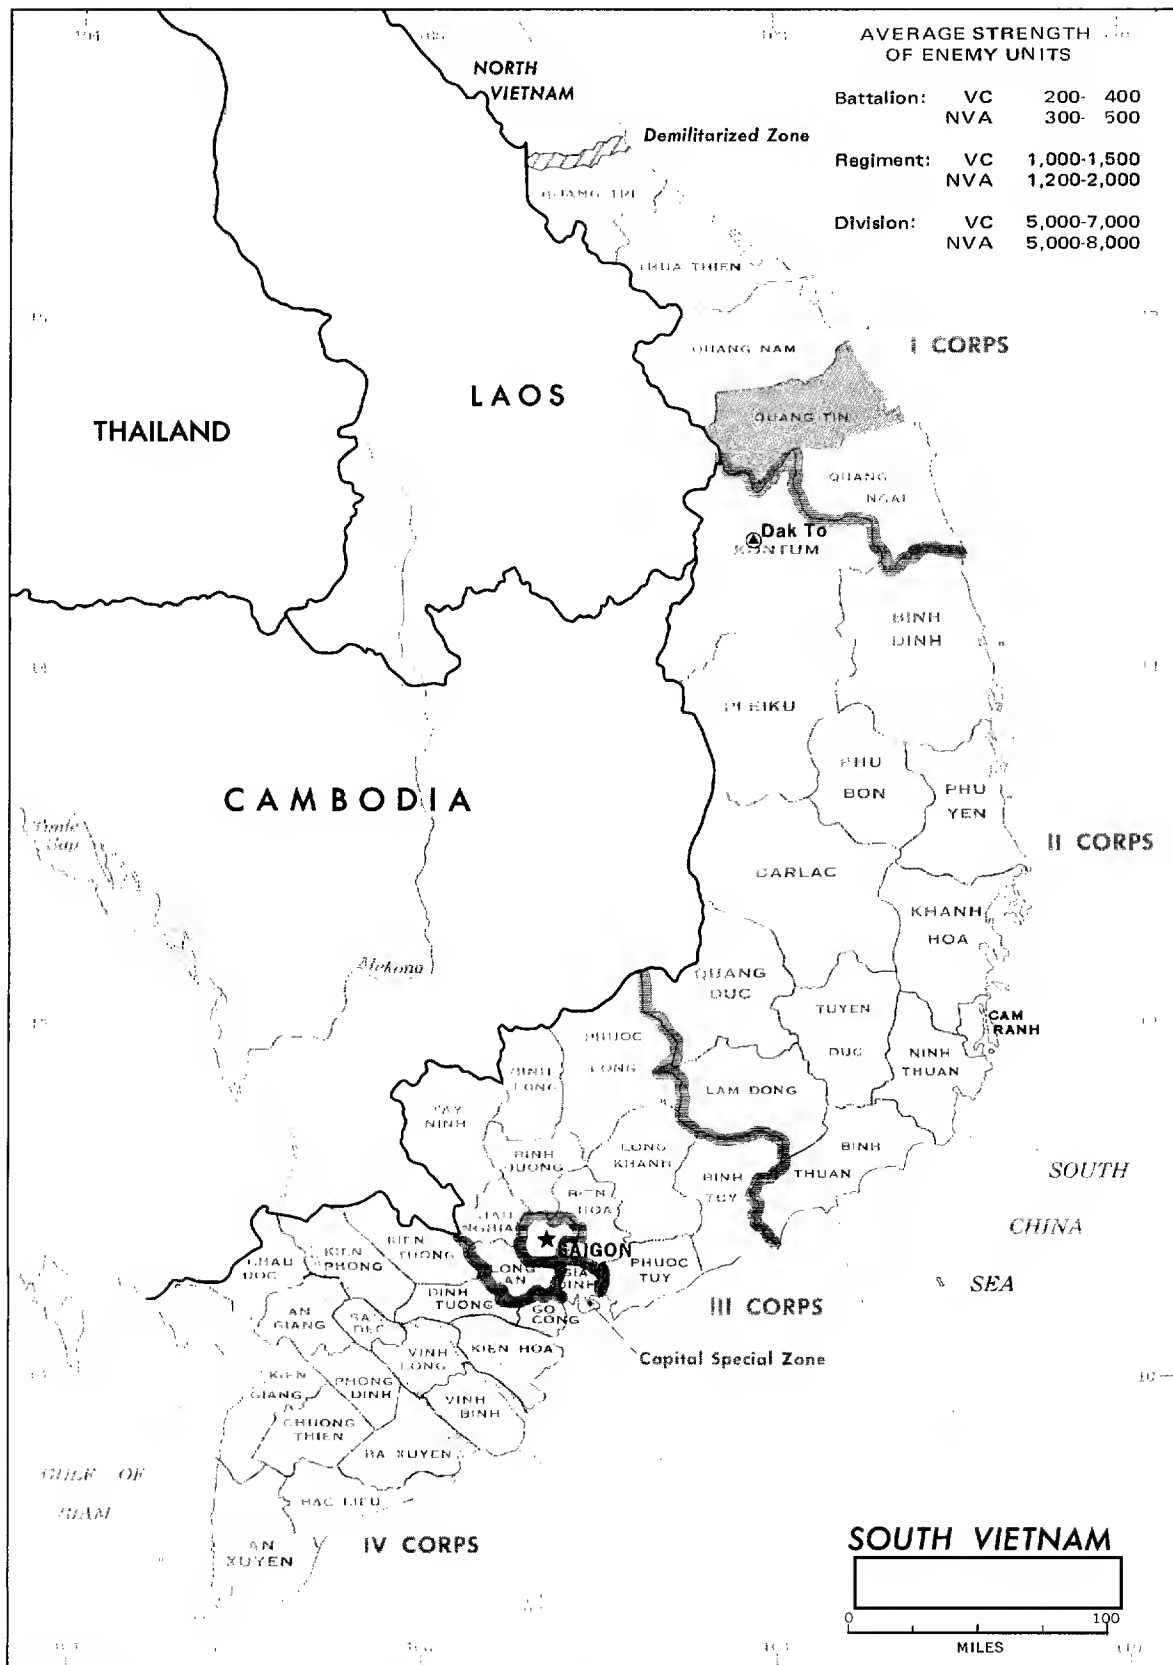 AVERAGE STRENGTH
OF ENEMY UNITS
Battalion: VC 200- 400
NVA 300- 500
Regiment: VC 1,000-1,500
NVA 1,200-2,000
Division: VC 5,000-7,000
NVA 5,000-8,000
NORTH
VIETNAM
Demilitarized Zone
QUANG TRI
THUA THIEN
QUANG NAM
I CORPS
LAOS
THAILAND
QUANG TIN
QUANG
NGAI
Dak To
KONTUM
BINH
DINH
PLEIKU
PHU
BON
PHU
YEN
CAMBODIA
II CORPS
DARLAC
KHANH
HOA
Mekong
QUANG
DUC
TUYEN
DUC
CAM
RANH
NINH
THUAN
PHUOC
LONG
BINH
LONG
LAM DONG
TAY
NINH
BINH
DUONG
LONG
KHANH
BINH
TUY
BINH
THUAN
SOUTH
CHINA
SEA
BIEN
HOA
HAU
NGHIA
SAIGON
KIEN
TUONG
KIEN
PHONG
CHAU
DOC
LONG
AN
GIA
DINH
PHUOC
TUY
DINH
TUONG
GO
CONG
III CORPS
AN
GIANG
SA
DEC
VINH
LONG
KIEN HOA
Capital Special Zone
KIEN
GIANG
PHONG
DINH
VINH
BINH
CHUONG
THIEN
BA XUYEN
GULF OF
SIAM
BAC LIEU
AN
XUYEN
IV CORPS
SOUTH VIETNAM
0 100
MILES